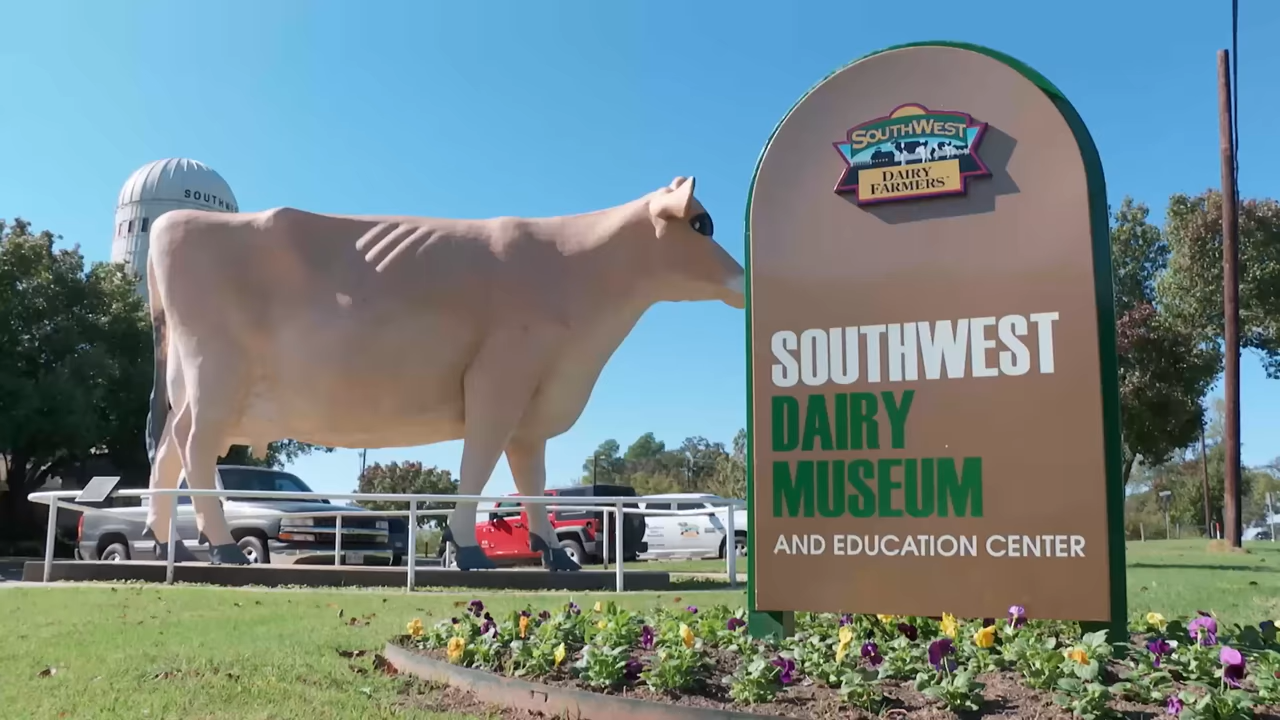 SOUTHW
SOUTHWEST
DAIRY
FARMERS
SOUTHWEST
DAIRY
MUSEUM
AND EDUCATION CENTER